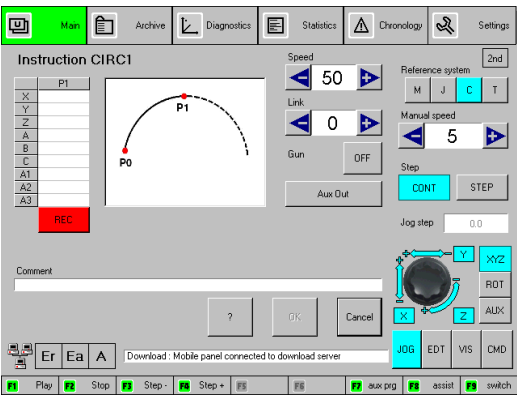 Main Archive Diagnostics Statistics Chronology Settings
Instruction CIRC1
P1
X
Y
Z
A
B
C
A1
A2
A3
REC
P1
P0
Speed
50
Link
0
Gun OFF
Aux Out
2nd
Reference system
M J C T
Manual speed
5
Step
CONT STEP
Jog step 0.0
Comment
? OK Cancel
Y
X Z
XYZ
ROT
AUX
Er Ea A Download : Mobile panel connected to download server
JOG EDT VIS CMD
F1 Play F2 Stop F3 Step - F4 Step + F5 F6 F7 aux prg F8 assist F9 switch